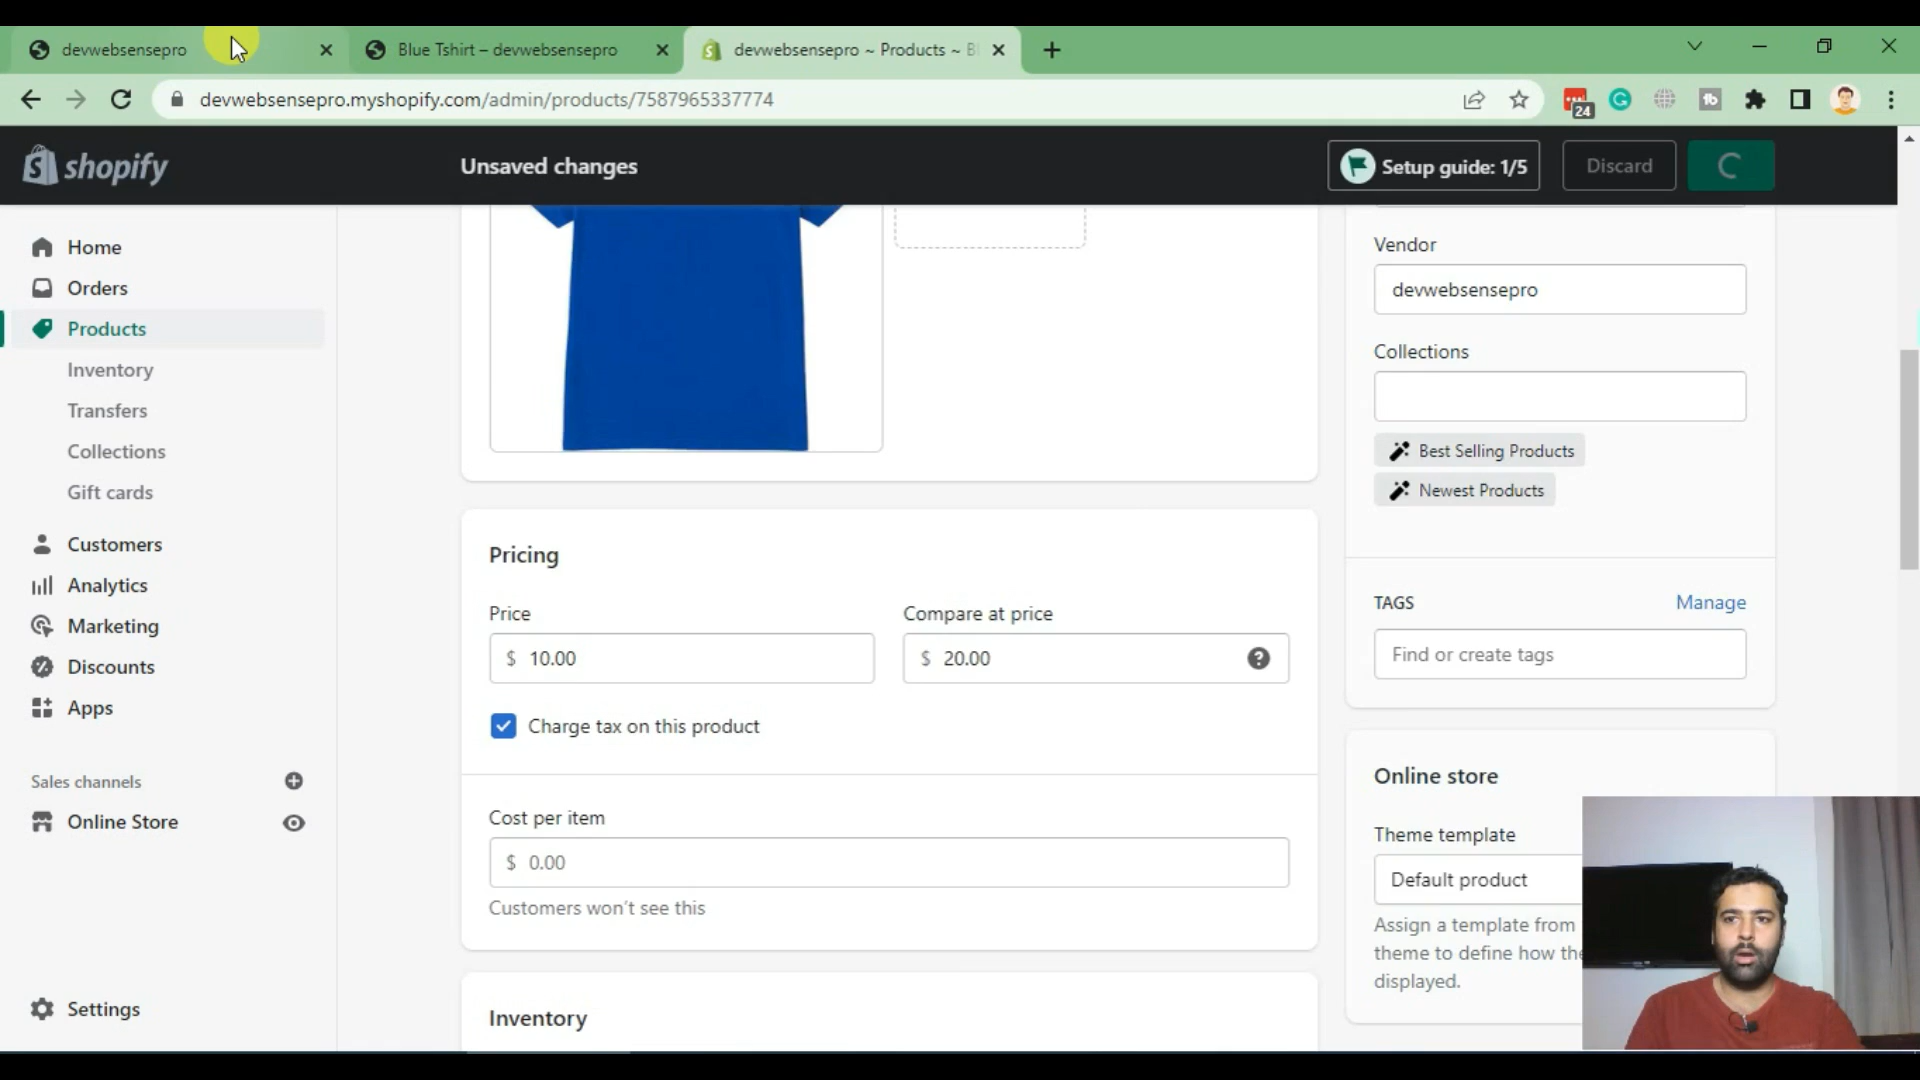 devwebsensepro
Blue Tshirt – devwebsensepro
devwebsensepro ~ Products ~ B
devwebsensepro.myshopify.com/admin/products/7587965337774
24
shopify
Unsaved changes
Setup guide: 1/5
Discard
Home
Orders
Products
Inventory
Transfers
Collections
Gift cards
Customers
Analytics
Marketing
Discounts
Apps
Sales channels
Online Store
Settings
Pricing
Price
Compare at price
$ 10.00
$ 20.00
Charge tax on this product
Cost per item
$ 0.00
Customers won't see this
Inventory
Vendor
devwebsensepro
Collections
Best Selling Products
Newest Products
TAGS
Manage
Find or create tags
Online store
Theme template
Default product
Assign a template from
theme to define how the
displayed.